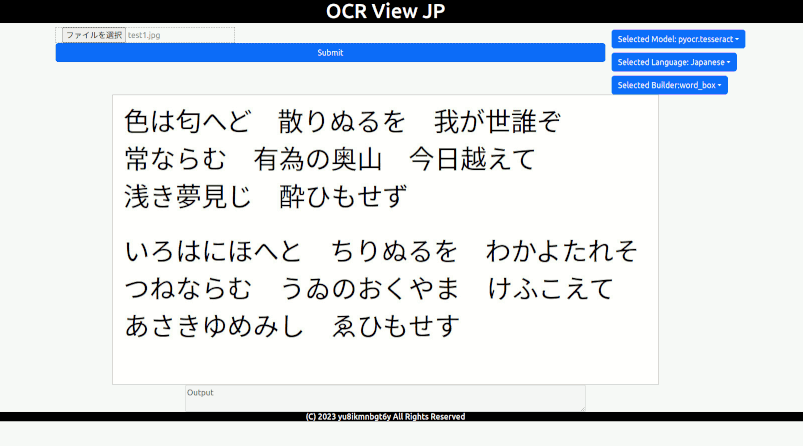 OCR View JP
ファイルを選択 test1.jpg
Submit
Selected Model: pyocr.tesseract
Selected Language: Japanese
Selected Builder:word_box
色は匂へど　散りぬるを　我が世誰ぞ
常ならむ　有為の奥山　今日越えて
浅き夢見じ　酔ひもせず
いろはにほへと　ちりぬるを　わかよたれそ
つねならむ　うゐのおくやま　けふこえて
あさきゆめみし　ゑひもせす
Output
(C) 2023 yu8ikmnbgt6y All Rights Reserved